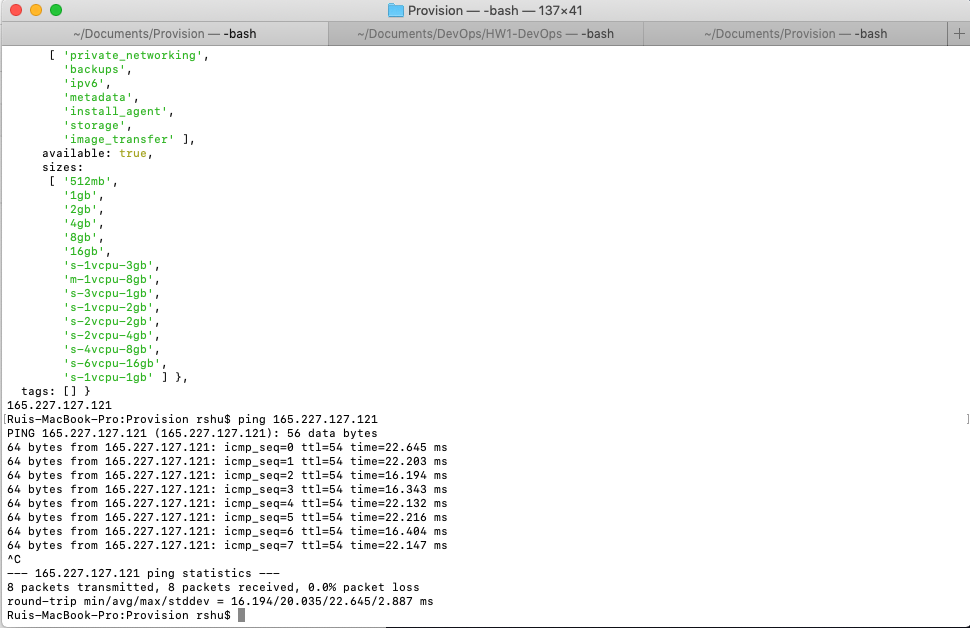 Provision — -bash — 137×41
~/Documents/Provision — -bash
~/Documents/DevOps/HW1-DevOps — -bash
~/Documents/Provision — -bash
[ 'private_networking',
'backups',
'ipv6',
'metadata',
'install_agent',
'storage',
'image_transfer' ],
available: true,
sizes:
[ '512mb',
'1gb',
'2gb',
'4gb',
'8gb',
'16gb',
's-1vcpu-3gb',
'm-1vcpu-8gb',
's-3vcpu-1gb',
's-1vcpu-2gb',
's-2vcpu-2gb',
's-2vcpu-4gb',
's-4vcpu-8gb',
's-6vcpu-16gb',
's-1vcpu-1gb' ] },
tags: [] }
165.227.127.121
[Ruis-MacBook-Pro:Provision rshu$ ping 165.227.127.121 ]
PING 165.227.127.121 (165.227.127.121): 56 data bytes
64 bytes from 165.227.127.121: icmp_seq=0 ttl=54 time=22.645 ms
64 bytes from 165.227.127.121: icmp_seq=1 ttl=54 time=22.203 ms
64 bytes from 165.227.127.121: icmp_seq=2 ttl=54 time=16.194 ms
64 bytes from 165.227.127.121: icmp_seq=3 ttl=54 time=16.343 ms
64 bytes from 165.227.127.121: icmp_seq=4 ttl=54 time=22.132 ms
64 bytes from 165.227.127.121: icmp_seq=5 ttl=54 time=22.216 ms
64 bytes from 165.227.127.121: icmp_seq=6 ttl=54 time=16.404 ms
64 bytes from 165.227.127.121: icmp_seq=7 ttl=54 time=22.147 ms
^C
--- 165.227.127.121 ping statistics ---
8 packets transmitted, 8 packets received, 0.0% packet loss
round-trip min/avg/max/stddev = 16.194/20.035/22.645/2.887 ms
Ruis-MacBook-Pro:Provision rshu$